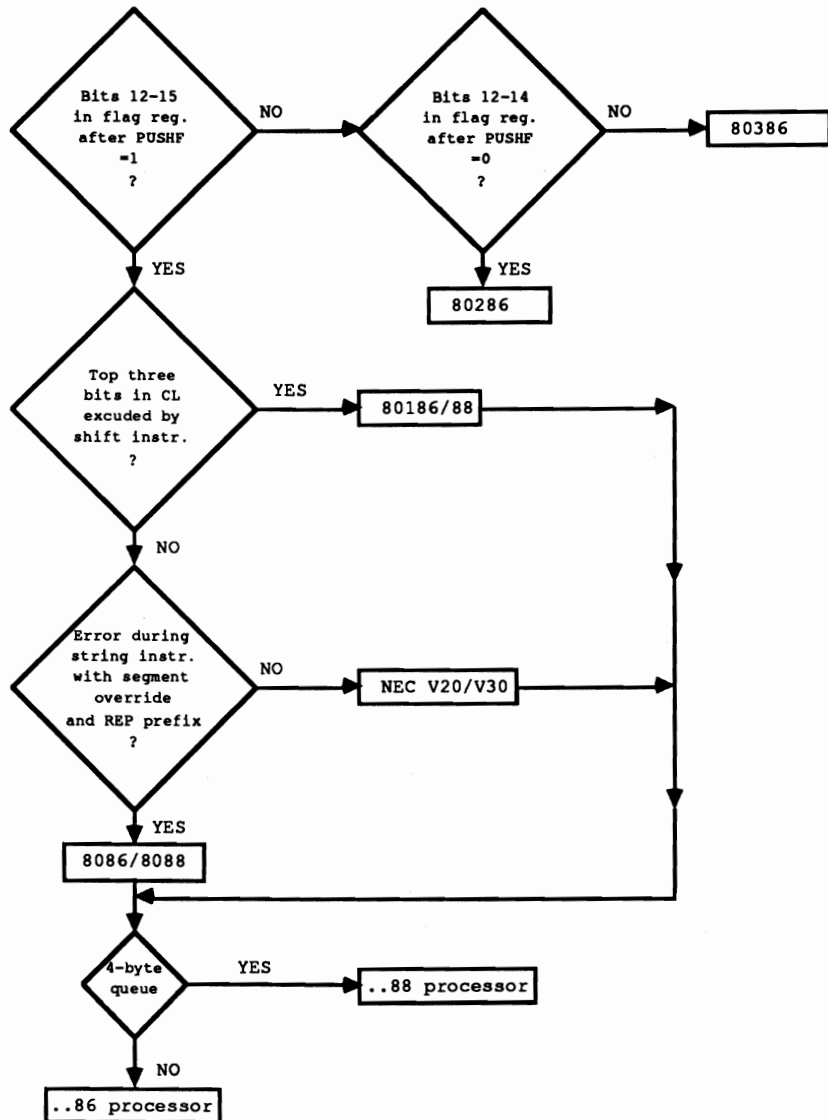 Bits 12-15
in flag reg.
after PUSHF
=1
?
NO
Bits 12-14
in flag reg.
after PUSHF
=0
?
NO
80386
YES
YES
80286
Top three
bits in CL
excuded by
shift instr.
?
YES
80186/88
NO
Error during
string instr.
with segment
override
and REP prefix
?
NO
NEC V20/V30
YES
8086/8088
4-byte
queue
YES
..88 processor
NO
..86 processor